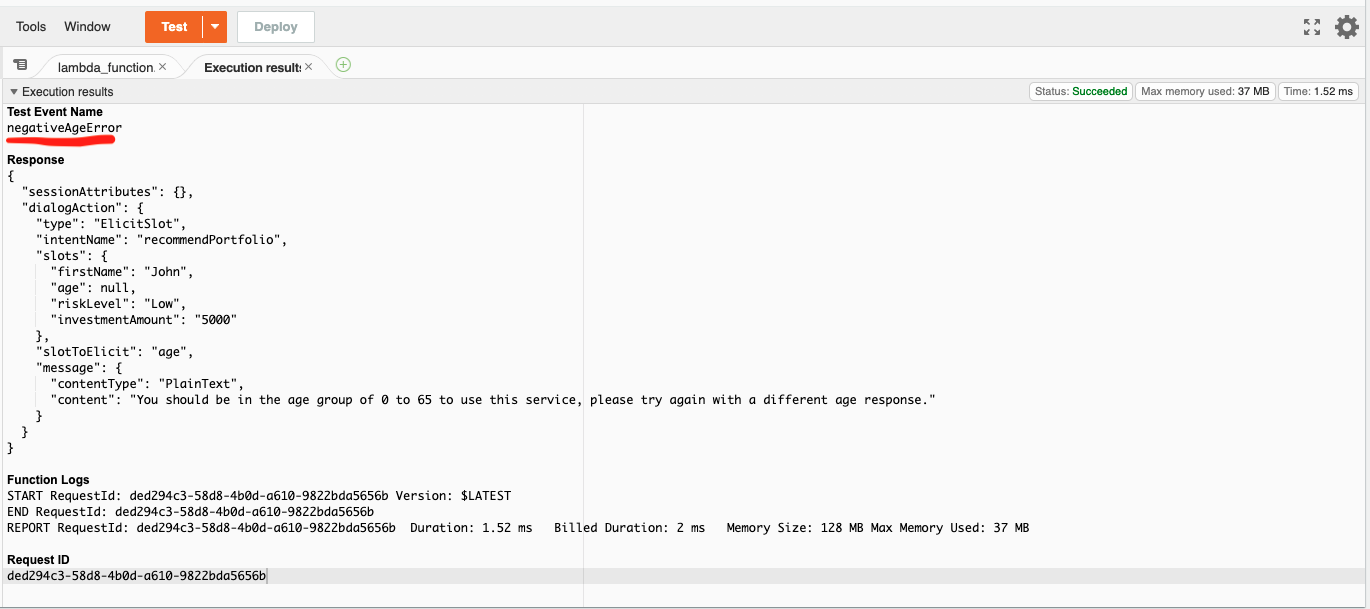 Tools Window Test Deploy
lambda_function. Execution results
Execution results Status: Succeeded Max memory used: 37 MB Time: 1.52 ms
Test Event Name
negativeAgeError
Response
{
  "sessionAttributes": {},
  "dialogAction": {
    "type": "ElicitSlot",
    "intentName": "recommendPortfolio",
    "slots": {
      "firstName": "John",
      "age": null,
      "riskLevel": "Low",
      "investmentAmount": "5000"
    },
    "slotToElicit": "age",
    "message": {
      "contentType": "PlainText",
      "content": "You should be in the age group of 0 to 65 to use this service, please try again with a different age response."
    }
  }
}
Function Logs
START RequestId: ded294c3-58d8-4b0d-a610-9822bda5656b Version: $LATEST
END RequestId: ded294c3-58d8-4b0d-a610-9822bda5656b
REPORT RequestId: ded294c3-58d8-4b0d-a610-9822bda5656b Duration: 1.52 ms Billed Duration: 2 ms Memory Size: 128 MB Max Memory Used: 37 MB
Request ID
ded294c3-58d8-4b0d-a610-9822bda5656b